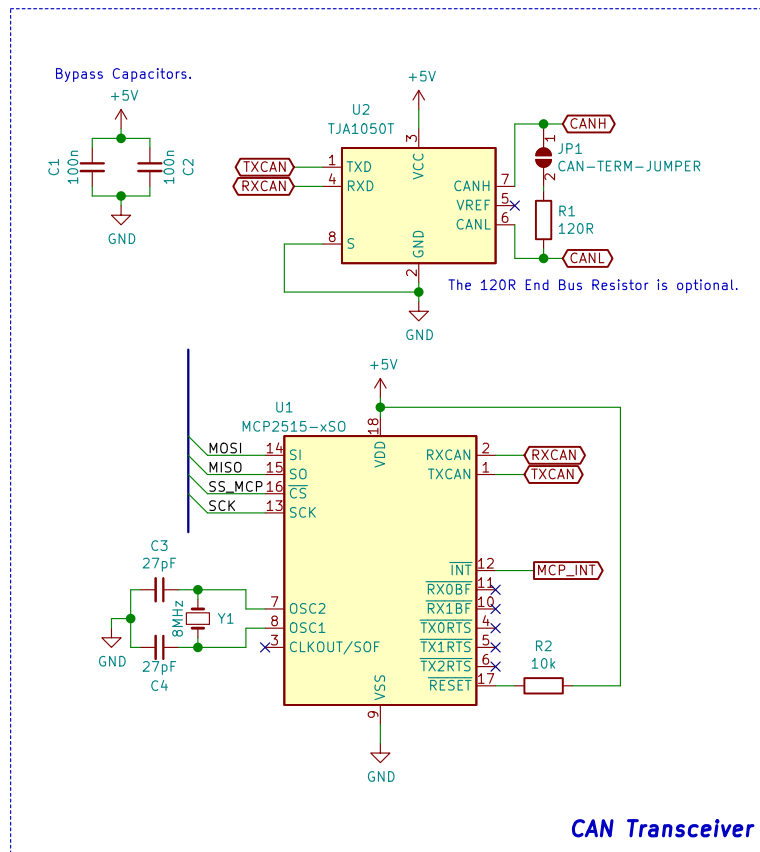 Bypass Capacitors.
+5V
C1
100n
100n
C2
GND
+5V
U2
TJA1050T
3
VCC
TXCAN
1
TXD
RXCAN
4
RXD
8
S
CANH
7
VREF
5
CANL
6
GND
2
GND
CANH
1
JP1
CAN-TERM-JUMPER
2
R1
120R
CANL
The 120R End Bus Resistor is optional.
+5V
U1
MCP2515-xSO
18
VDD
MOSI
14
SI
MISO
15
SO
SS_MCP
16
CS
SCK
13
SCK
RXCAN
2
RXCAN
TXCAN
1
TXCAN
INT
12
MCP_INT
RX0BF
11
RX1BF
10
TX0RTS
4
TX1RTS
5
TX2RTS
6
RESET
17
R2
10k
C3
27pF
8MHz
Y1
GND
27pF
C4
7
OSC2
8
OSC1
3
CLKOUT/SOF
VSS
9
GND
CAN Transceiver